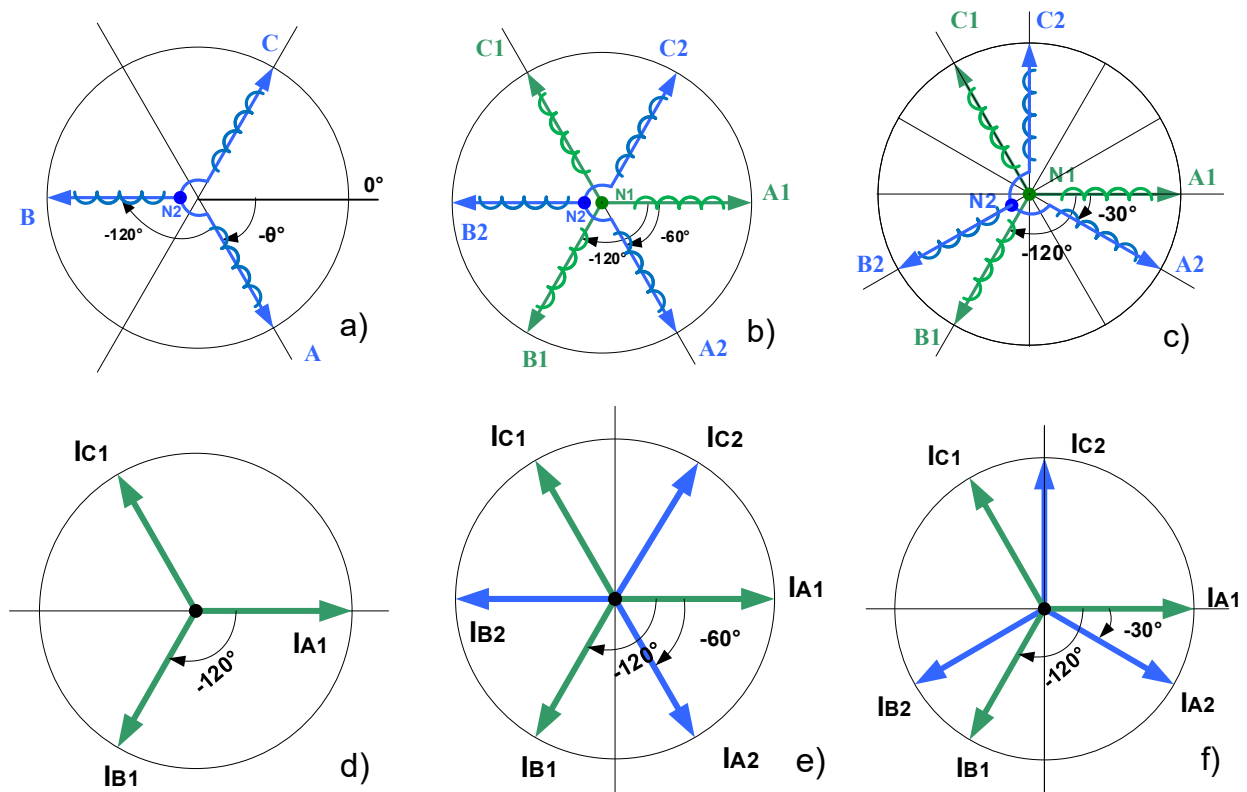 C
0°
B
N2
-120°
-θ°
A
a)
C1
C2
A1
B2
N2
N1
-60°
-120°
B1
A2
b)
C1
C2
N1
A1
N2
-30°
-120°
B2
A2
B1
c)
IC1
IA1
-120°
IB1
d)
IC1
IC2
IA1
IB2
-60°
-120°
IB1
IA2
e)
IC2
IC1
IA1
-30°
-120°
IB2
IA2
IB1
f)